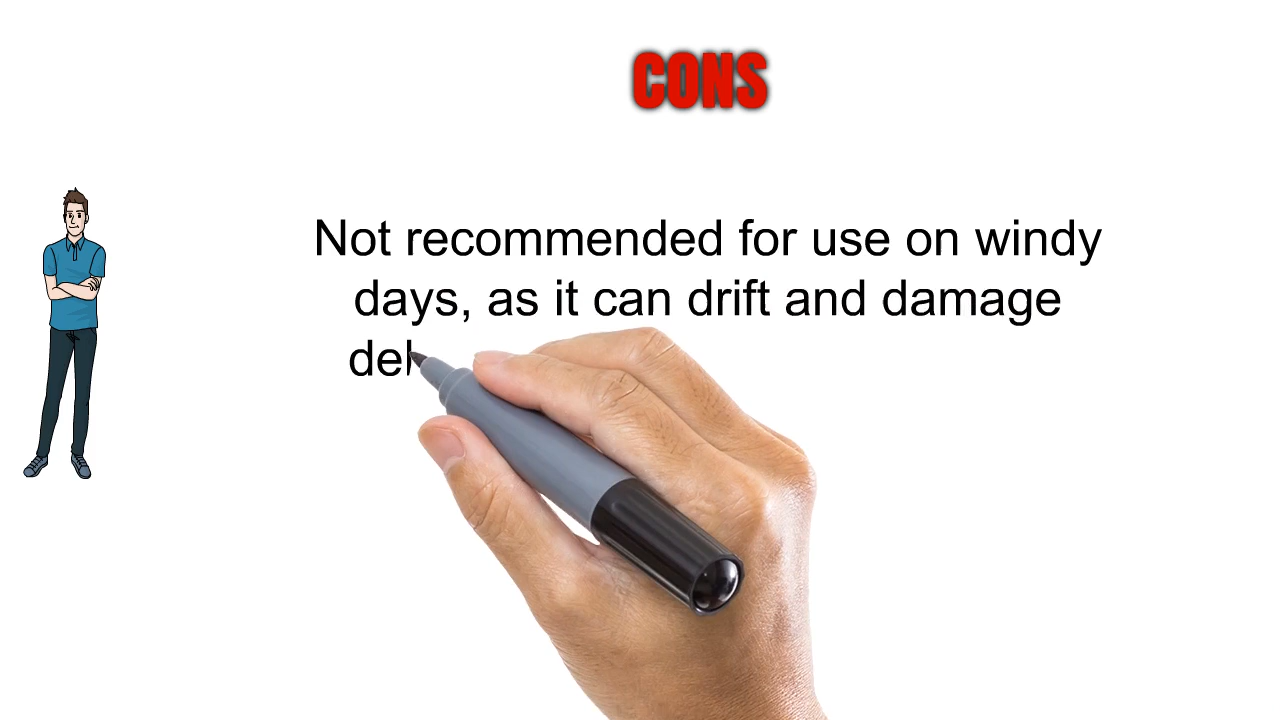 CONS
Not recommended for use on windy
days, as it can drift and damage